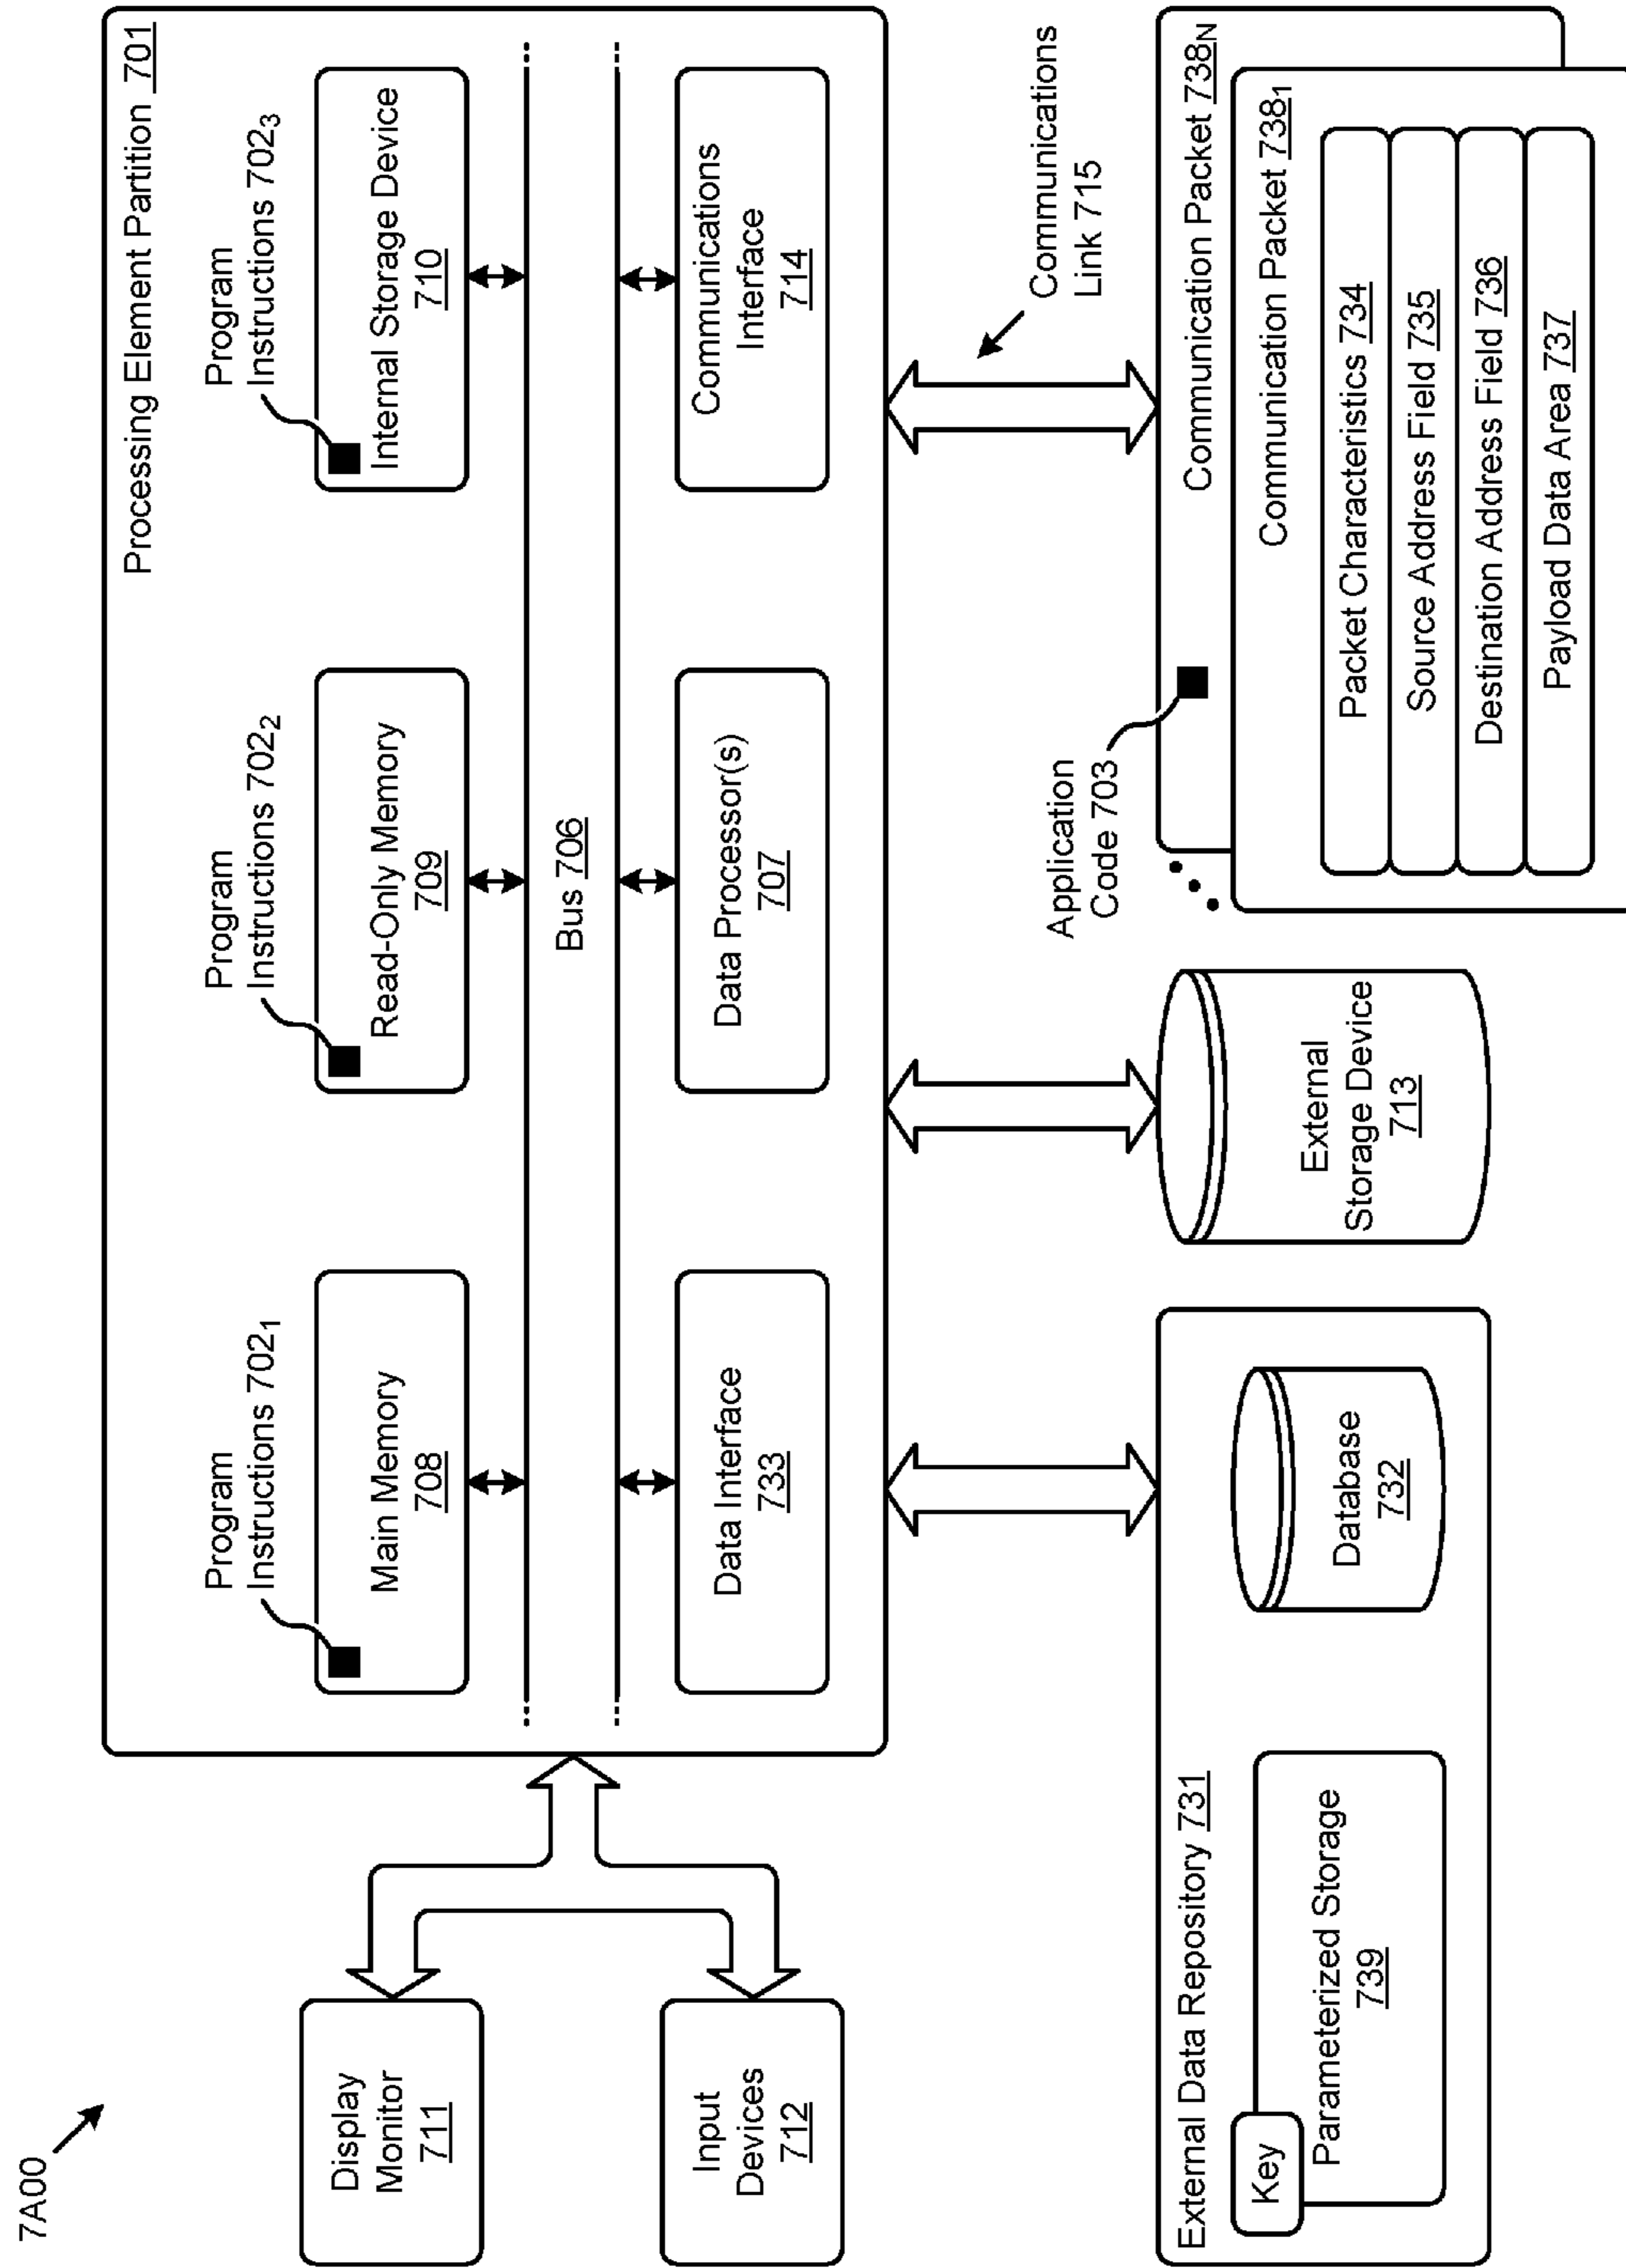 7A00
Processing Element Partition 701
Program
Instructions 702₁
Program
Instructions 702₂
Program
Instructions 702₃
Main Memory
708
Read-Only Memory
709
Internal Storage Device
710
Display
Monitor
711
Bus 706
Input
Devices
712
Data Interface
733
Data Processor(s)
707
Communications
Interface
714
Communications
Link 715
Application
Code 703
External Data Repository 731
Key
Parameterized Storage
739
Database
732
External
Storage Device
713
Communication Packet 738N
Communication Packet 738₁
Packet Characteristics 734
Source Address Field 735
Destination Address Field 736
Payload Data Area 737